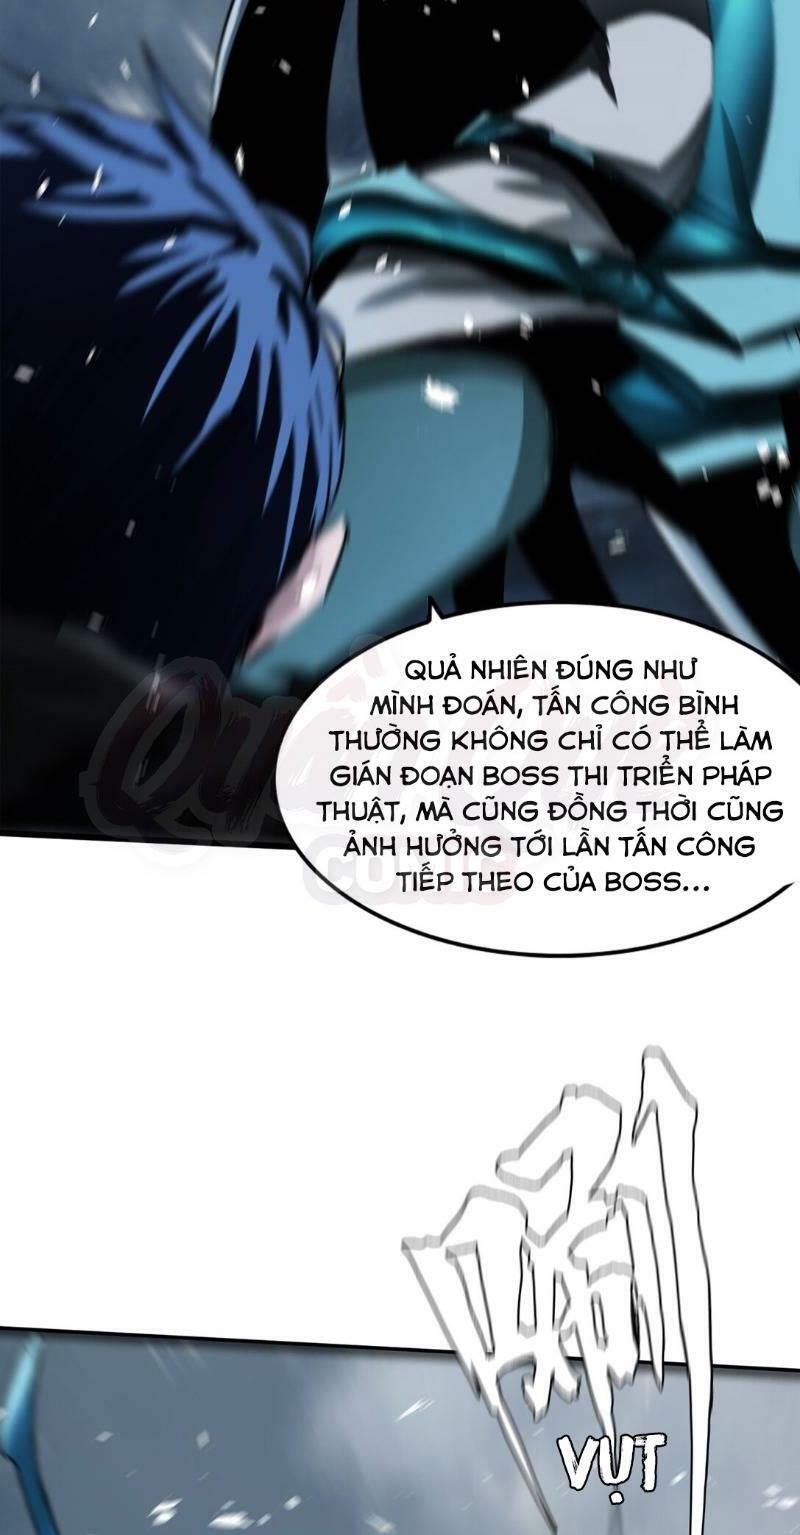 QUẢ NHIÊN ĐÚNG NHƯ
MÌNH ĐOÁN, TẤN CÔNG BÌNH
THƯỜNG KHÔNG CHỈ CÓ THỂ LÀM
GIÁN ĐOẠN BOSS THI TRIỂN PHÁP
THUẬT, MÀ CŨNG ĐỒNG THỜI CŨNG
ẢNH HƯỞNG TỚI LẦN TẤN CÔNG
TIẾP THEO CỦA BOSS...
VỤT